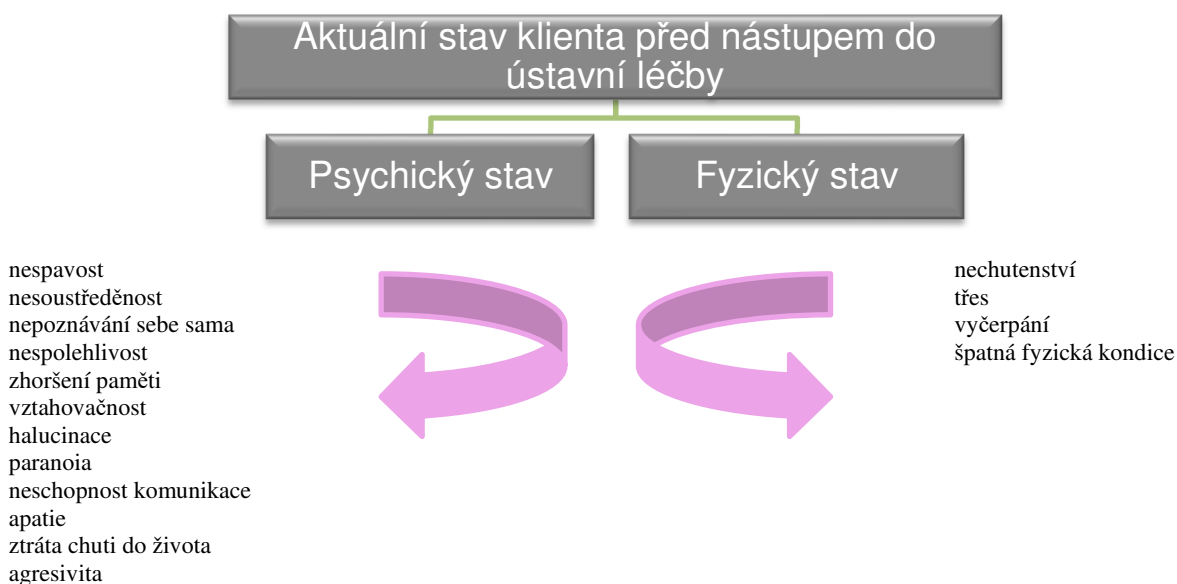 Aktuální stav klienta před nástupem do
ústavní léčby
Psychický stav
Fyzický stav
nespavost
nesoustředěnost
nepoznávání sebe sama
nespolehlivost
zhoršení paměti
vztahovačnost
halucinace
paranoia
neschopnost komunikace
apatie
ztráta chuti do života
agresivita
nechutenství
třes
vyčerpání
špatná fyzická kondice